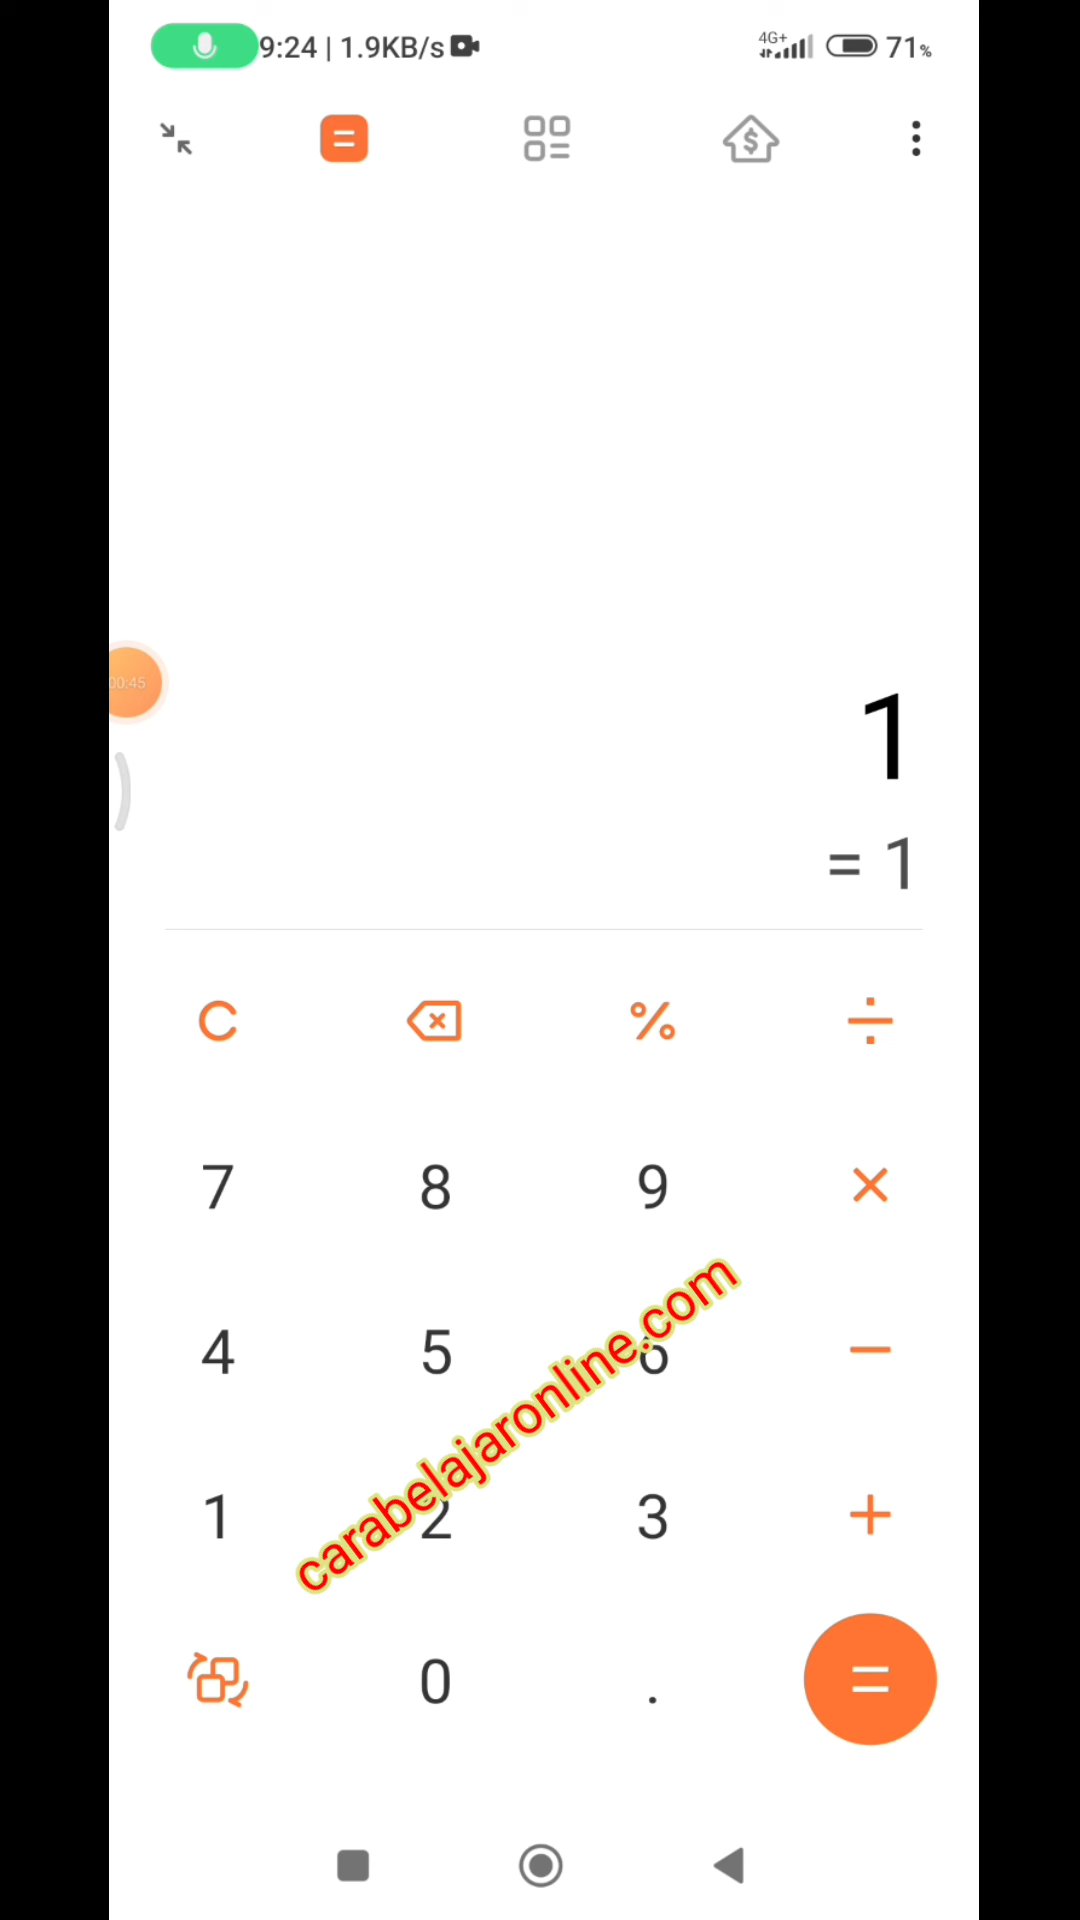 9:24 | 1.9KB/s 4G+ 71%
00:45
1
= 1
C % ÷
7 8 9 ×
4 5 6 −
1 2 3 +
0 . =
carabelajaronline.com